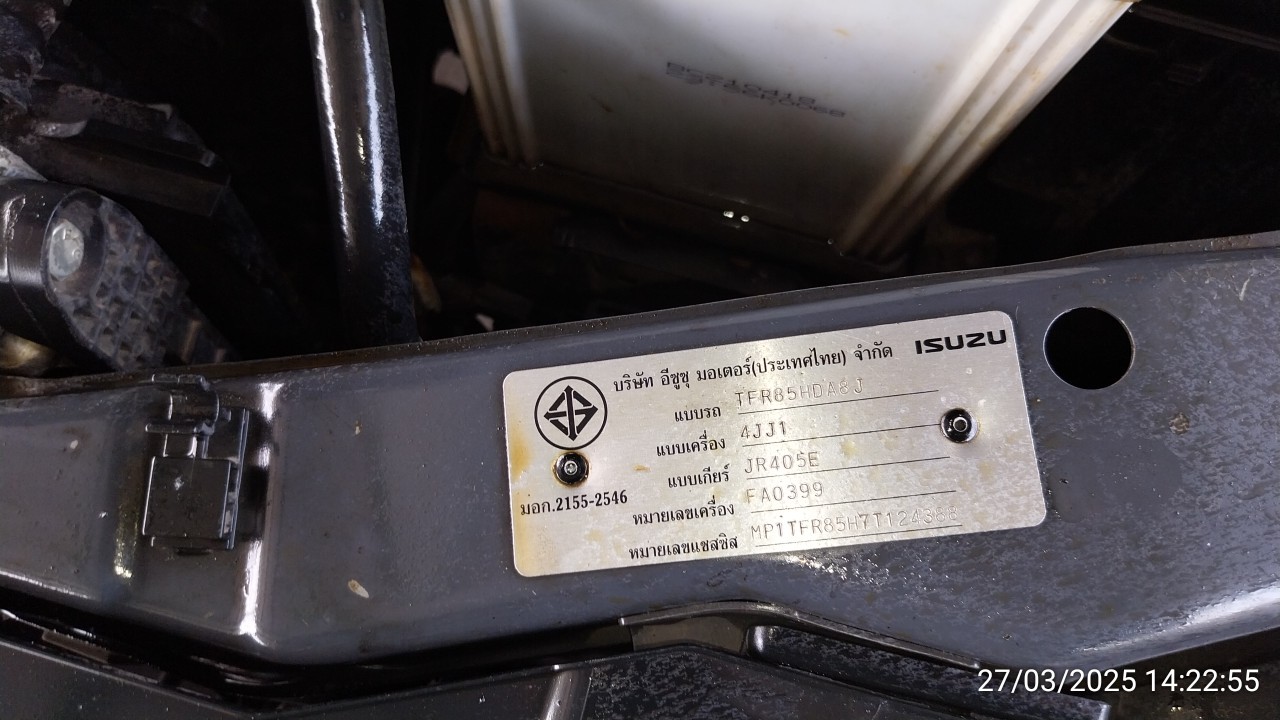 BC210418
บริษัท อีซูซุ มอเตอร์(ประเทศไทย) จำกัด ISUZU
แบบรถ TFR85HDA8J
แบบเครื่อง 4JJ1
แบบเกียร์ JR405E
มอก.2155-2546
หมายเลขเครื่อง FA0399
หมายเลขแชสซิส
27/03/2025 14:22:55